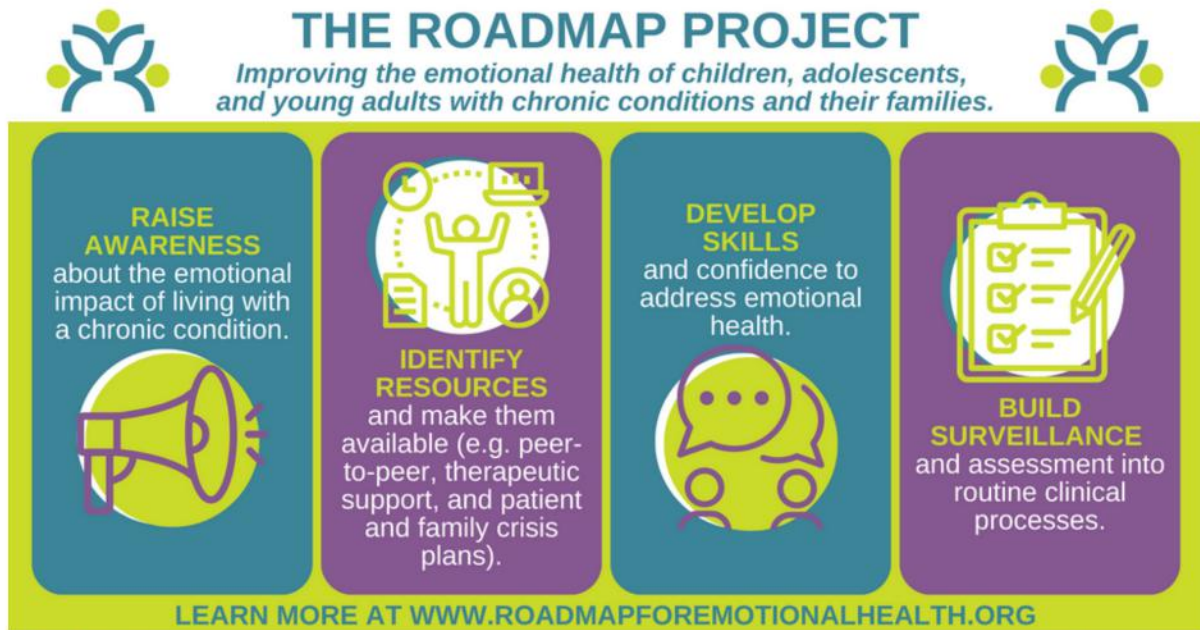 THE ROADMAP PROJECT
Improving the emotional health of children, adolescents,
and young adults with chronic conditions and their families.
RAISE
AWARENESS
about the emotional
impact of living with
a chronic condition.
IDENTIFY
RESOURCES
and make them
available (e.g. peer-
to-peer, therapeutic
support, and patient
and family crisis
plans).
DEVELOP
SKILLS
and confidence to
address emotional
health.
BUILD
SURVEILLANCE
and assessment into
routine clinical
processes.
LEARN MORE AT WWW.ROADMAPFOREMOTIONALHEALTH.ORG